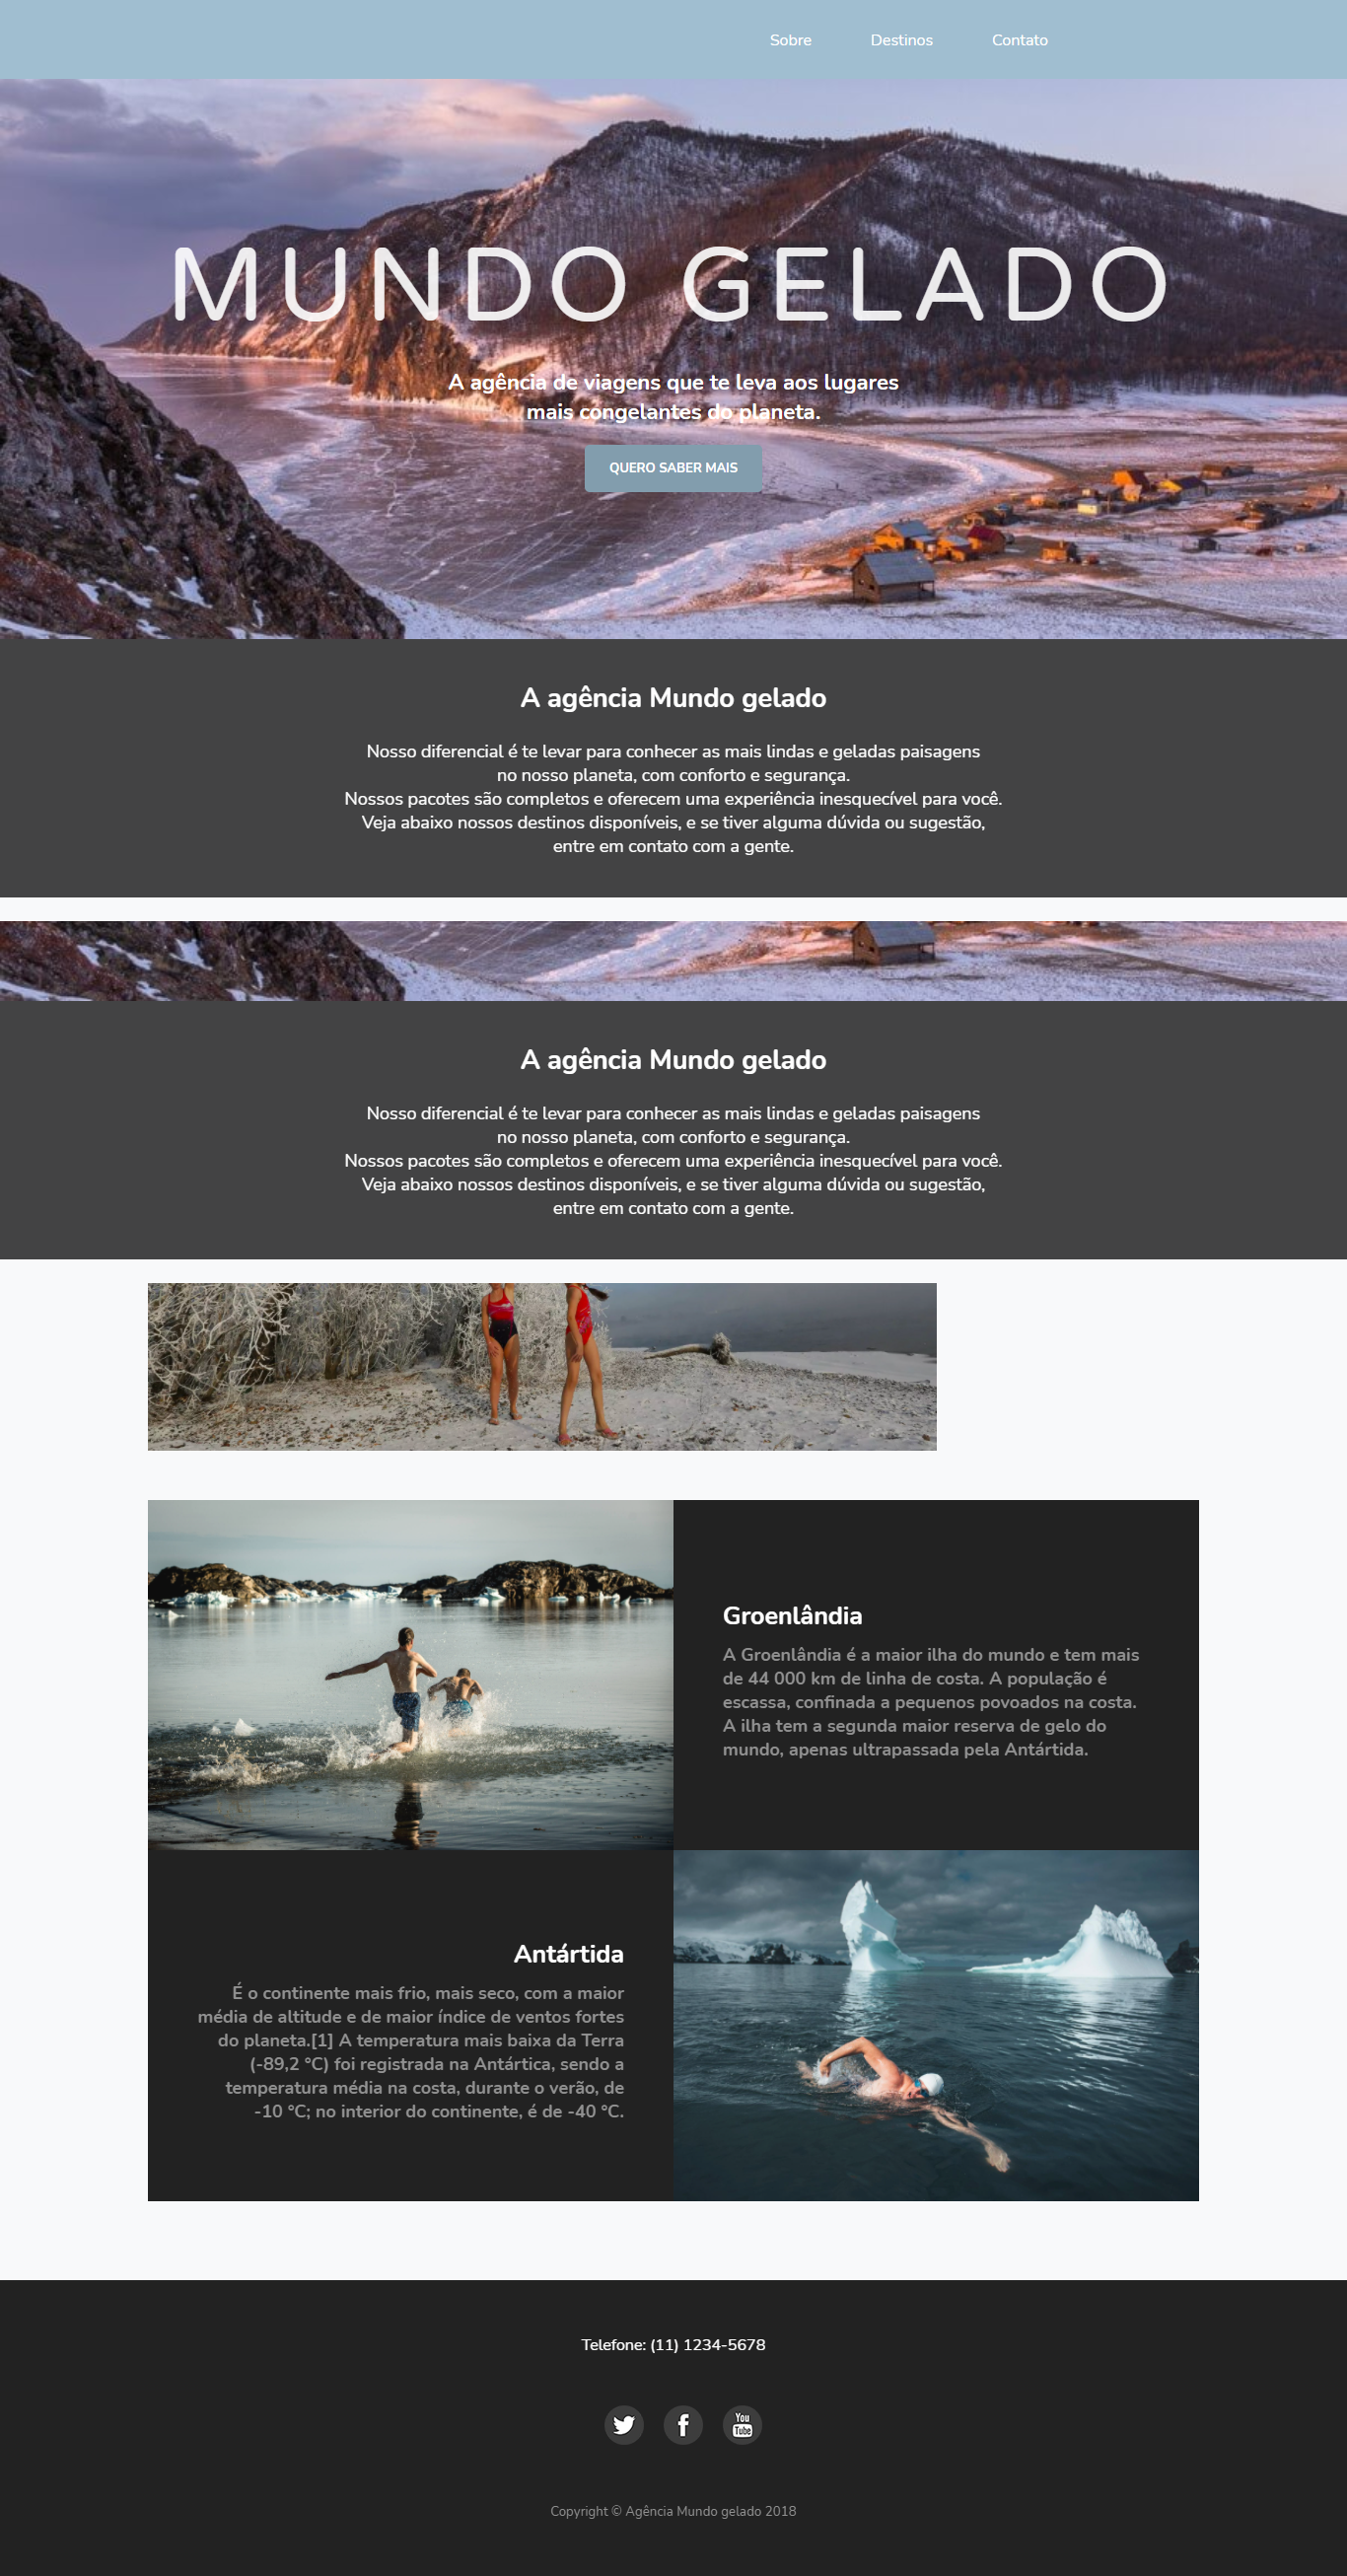 Sobre Destinos Contato
MUNDO GELADO
A agência de viagens que te leva aos lugares
mais congelantes do planeta.
QUERO SABER MAIS
A agência Mundo gelado
Nosso diferencial é te levar para conhecer as mais lindas e geladas paisagens
no nosso planeta, com conforto e segurança.
Nossos pacotes são completos e oferecem uma experiência inesquecível para você.
Veja abaixo nossos destinos disponíveis, e se tiver alguma dúvida ou sugestão,
entre em contato com a gente.
A agência Mundo gelado
Nosso diferencial é te levar para conhecer as mais lindas e geladas paisagens
no nosso planeta, com conforto e segurança.
Nossos pacotes são completos e oferecem uma experiência inesquecível para você.
Veja abaixo nossos destinos disponíveis, e se tiver alguma dúvida ou sugestão,
entre em contato com a gente.
Groenlândia
A Groenlândia é a maior ilha do mundo e tem mais
de 44 000 km de linha de costa. A população é
escassa, confinada a pequenos povoados na costa.
A ilha tem a segunda maior reserva de gelo do
mundo, apenas ultrapassada pela Antártida.
Antártida
É o continente mais frio, mais seco, com a maior
média de altitude e de maior índice de ventos fortes
do planeta.[1] A temperatura mais baixa da Terra
(-89,2 °C) foi registrada na Antártica, sendo a
temperatura média na costa, durante o verão, de
-10 °C; no interior do continente, é de -40 °C.
Telefone: (11) 1234-5678
You
Tube
Copyright © Agência Mundo gelado 2018